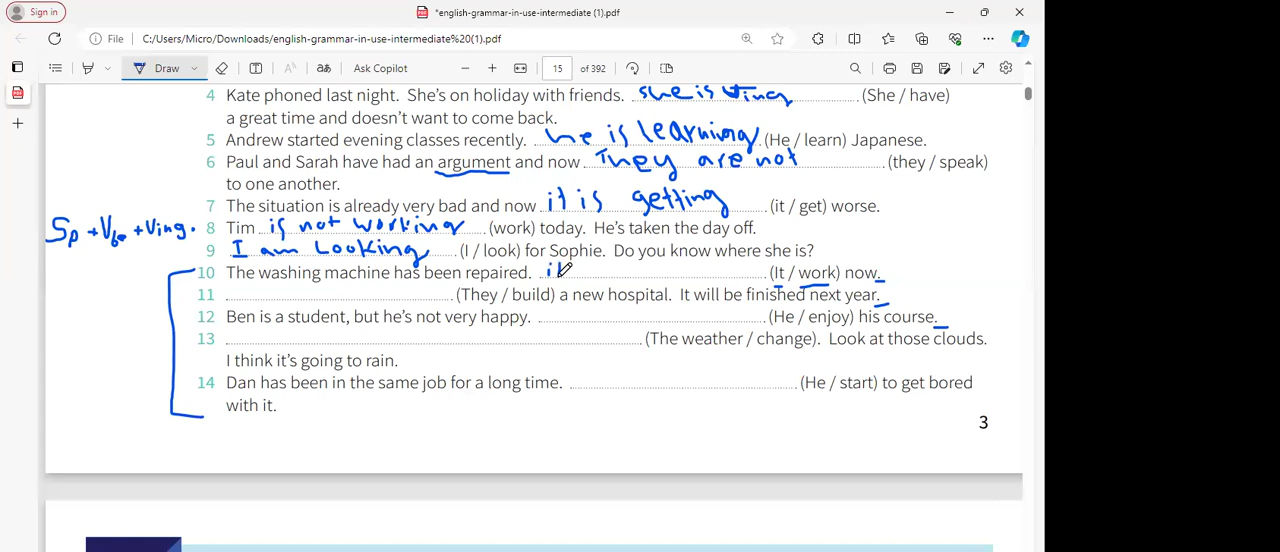 Sign in
*english-grammar-in-use-intermediate (1).pdf
File C:/Users/Micro/Downloads/english-grammar-in-use-intermediate%20(1).pdf
Draw Ask Copilot 15 of 392
4 Kate phoned last night. She's on holiday with friends. she is (She / have)
a great time and doesn't want to come back.
5 Andrew started evening classes recently. he is learning (He / learn) Japanese.
6 Paul and Sarah have had an argument and now They are not (they / speak)
to one another.
7 The situation is already very bad and now it is getting (it / get) worse.
Sp + Vbe + Ving. 8 Tim is not working (work) today. He's taken the day off.
9 I am Looking (I / look) for Sophie. Do you know where she is?
10 The washing machine has been repaired. (It / work) now.
11 (They / build) a new hospital. It will be finished next year.
12 Ben is a student, but he's not very happy. (He / enjoy) his course.
13 (The weather / change). Look at those clouds.
I think it's going to rain.
14 Dan has been in the same job for a long time. (He / start) to get bored
with it.
3